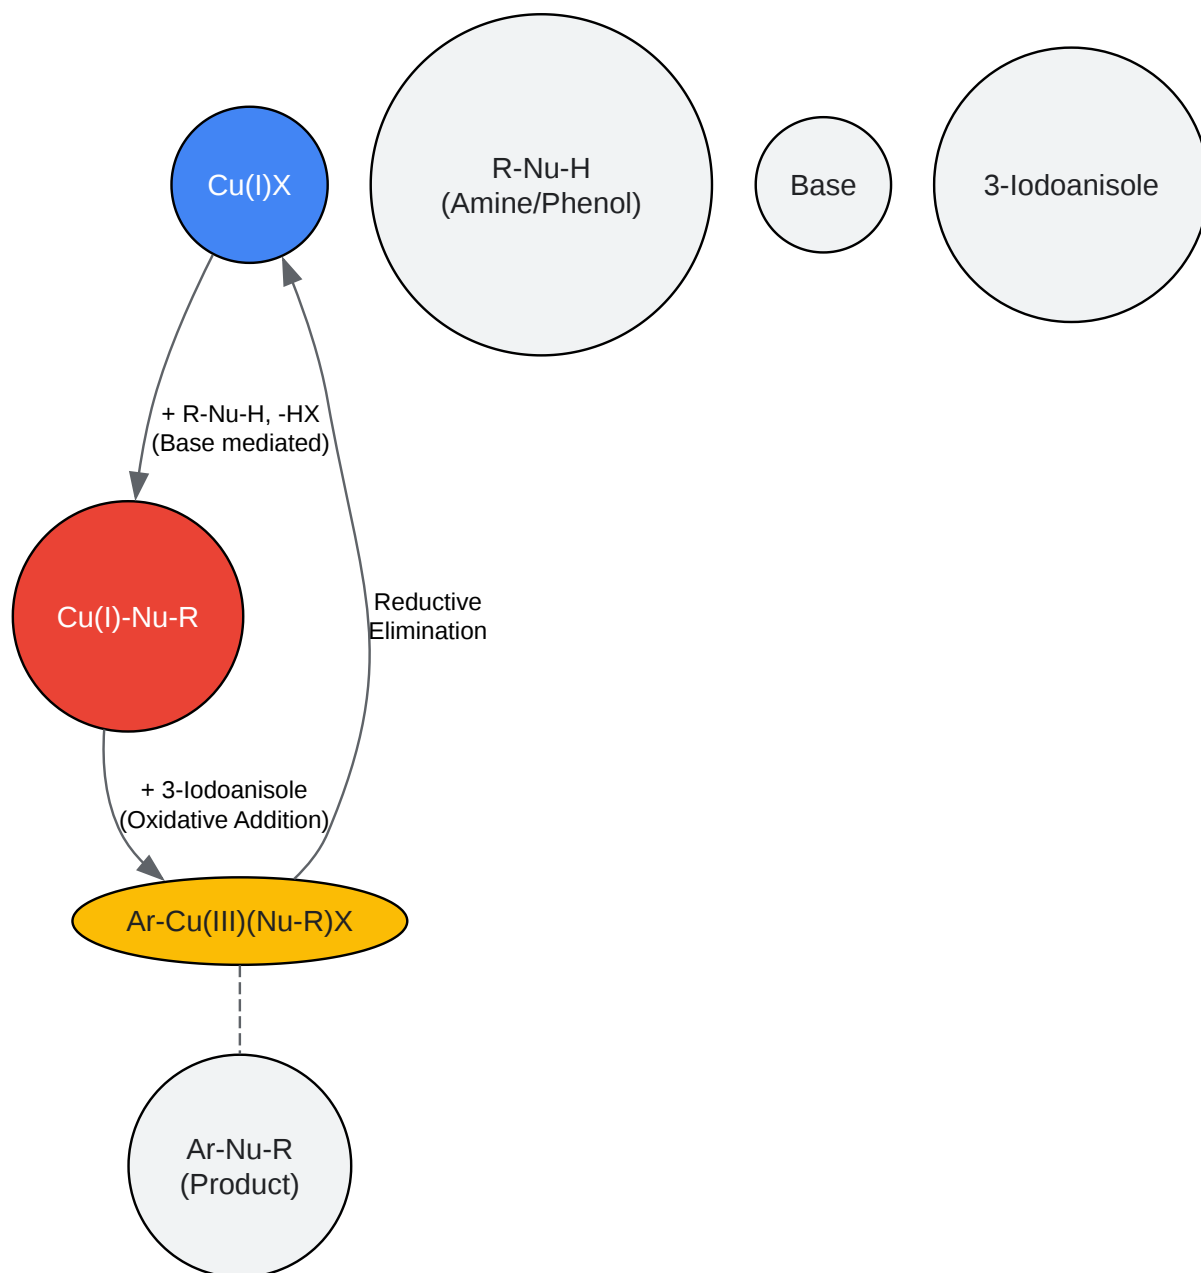 Cu(I)X
R-Nu-H
(Amine/Phenol)
Base
3-Iodoanisole
+ R-Nu-H, -HX
(Base mediated)
Reductive
Elimination
Cu(I)-Nu-R
+ 3-Iodoanisole
(Oxidative Addition)
Ar-Cu(III)(Nu-R)X
Ar-Nu-R
(Product)